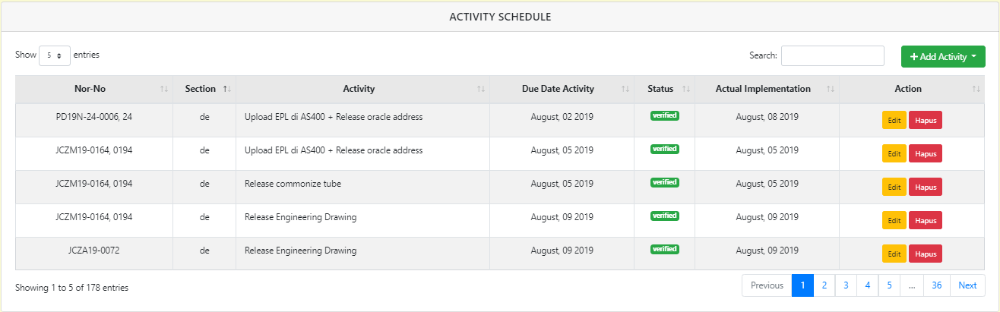 ACTIVITY SCHEDULE
Show 5 entries Search: + Add Activity
Nor-No Section Activity Due Date Activity Status Actual Implementation Action
PD19N-24-0006, 24 de Upload EPL di AS400 + Release oracle address August, 02 2019 verified August, 08 2019 Edit Hapus
JCZM19-0164, 0194 de Upload EPL di AS400 + Release oracle address August, 05 2019 verified August, 05 2019 Edit Hapus
JCZM19-0164, 0194 de Release commonize tube August, 05 2019 verified August, 05 2019 Edit Hapus
JCZM19-0164, 0194 de Release Engineering Drawing August, 09 2019 verified August, 09 2019 Edit Hapus
JCZA19-0072 de Release Engineering Drawing August, 09 2019 verified August, 09 2019 Edit Hapus
Showing 1 to 5 of 178 entries Previous 1 2 3 4 5 ... 36 Next